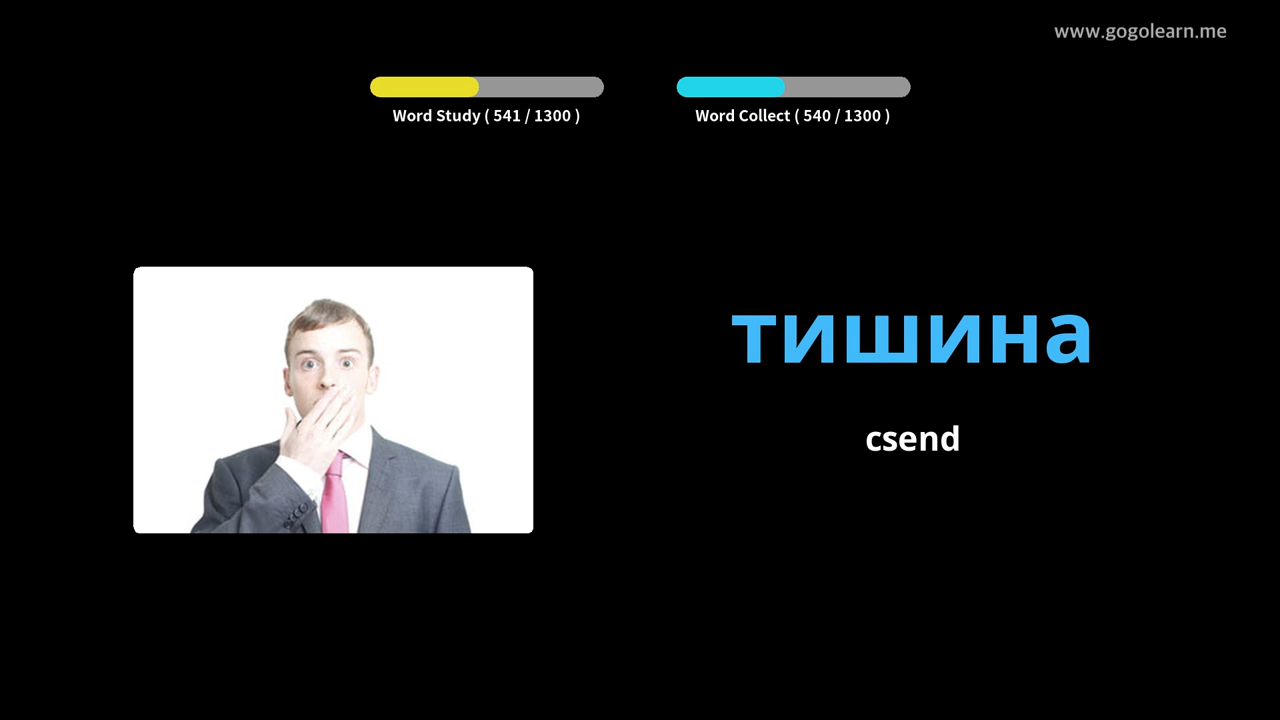 www.gogolearn.me
Word Study ( 541 / 1300 )
Word Collect ( 540 / 1300 )
тишина
csend